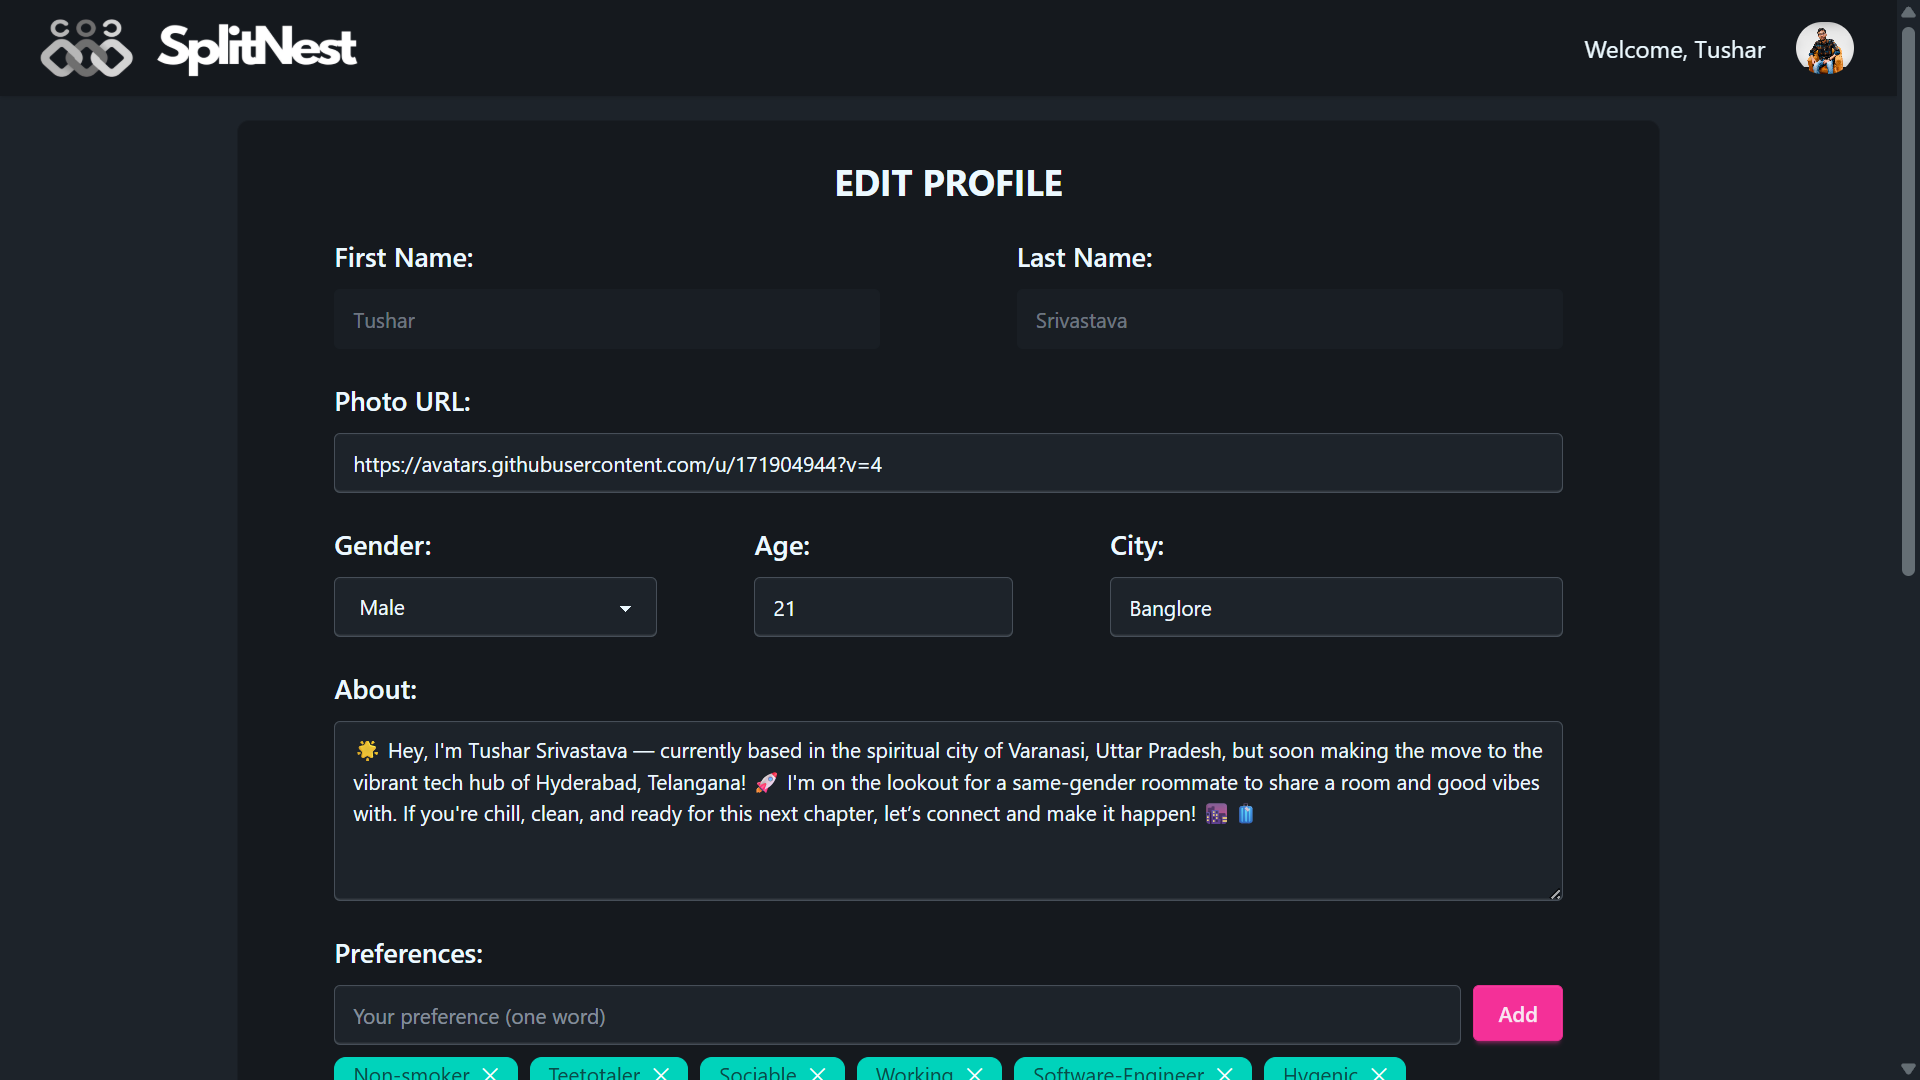 SplitNest
Welcome, Tushar
EDIT PROFILE
First Name:
Last Name:
Tushar
Srivastava
Photo URL:
https://avatars.githubusercontent.com/u/171904944?v=4
Gender:
Age:
City:
Male
21
Banglore
About:
🌟 Hey, I'm Tushar Srivastava — currently based in the spiritual city of Varanasi, Uttar Pradesh, but soon making the move to the
vibrant tech hub of Hyderabad, Telangana! 🚀 I'm on the lookout for a same-gender roommate to share a room and good vibes
with. If you're chill, clean, and ready for this next chapter, let’s connect and make it happen! 🌆 🧳
Preferences:
Your preference (one word)
Add
Non-smoker
Teetotaler
Sociable
Working
Software-Engineer
Hygenic